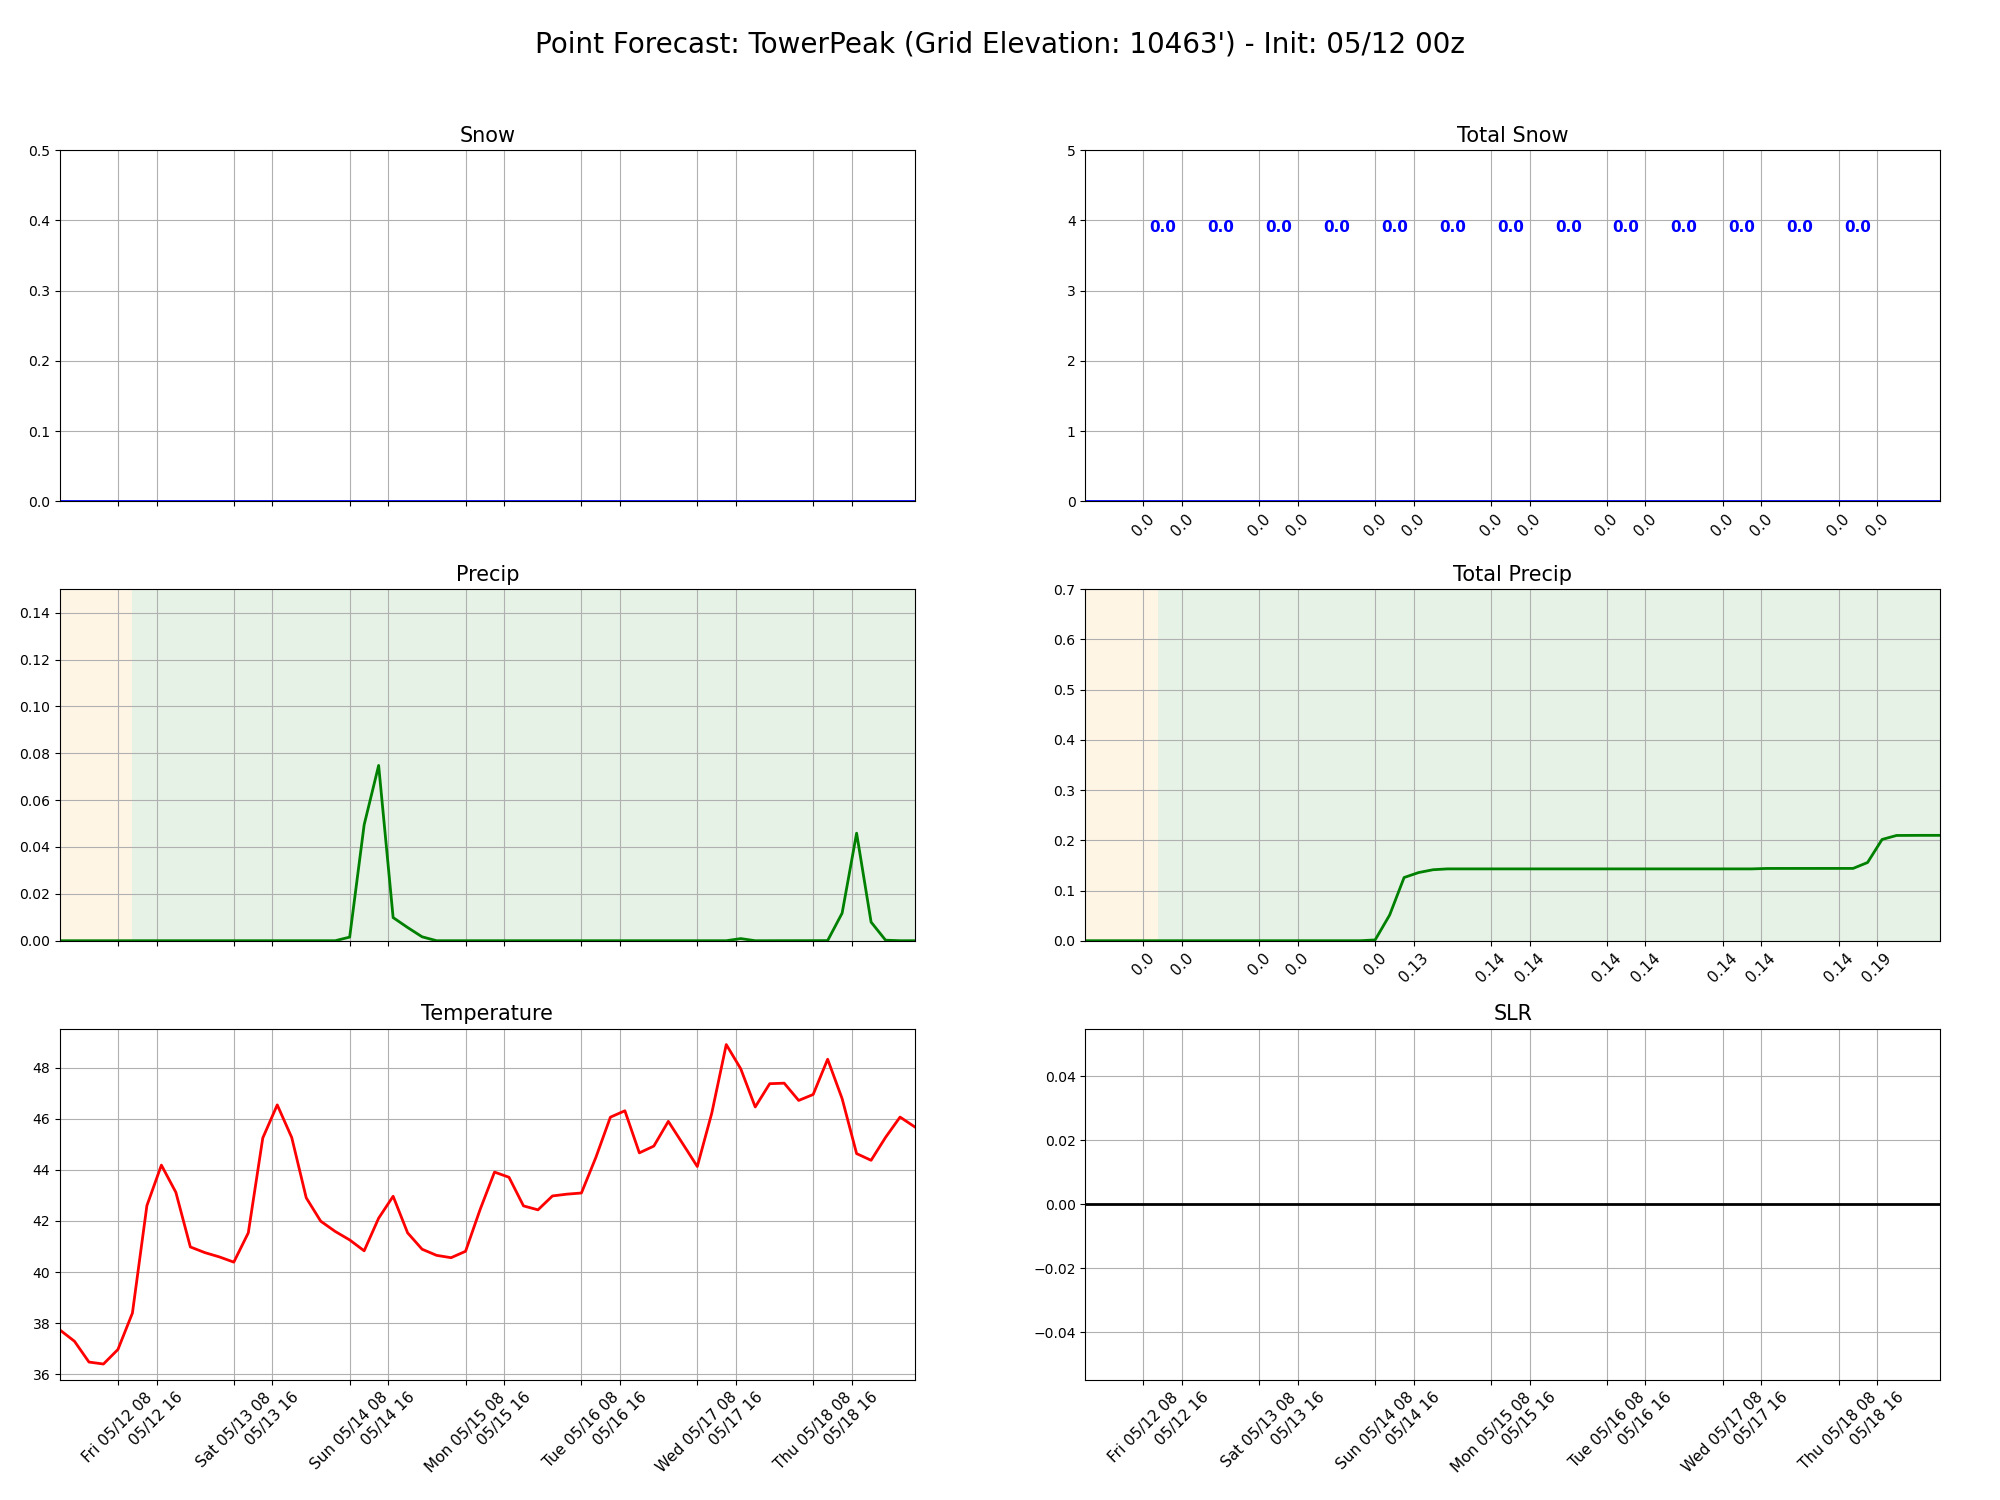 Point Forecast: TowerPeak (Grid Elevation: 10463') - Init: 05/12 00z
Snow
0.5
0.4
0.3
0.2
0.1
0.0
Total Snow
5
4
3
2
1
0
0.0 0.0 0.0 0.0 0.0 0.0 0.0 0.0 0.0 0.0 0.0 0.0 0.0
0.0 0.0 0.0 0.0 0.0 0.0 0.0 0.0 0.0 0.0 0.0 0.0 0.0 0.0
Precip
0.14
0.12
0.10
0.08
0.06
0.04
0.02
0.00
Total Precip
0.7
0.6
0.5
0.4
0.3
0.2
0.1
0.0
0.0 0.0 0.0 0.0 0.0 0.13 0.14 0.14 0.14 0.14 0.14 0.14 0.14 0.19
Temperature
48
46
44
42
40
38
36
Fri 05/12 08
05/12 16
Sat 05/13 08
05/13 16
Sun 05/14 08
05/14 16
Mon 05/15 08
05/15 16
Tue 05/16 08
05/16 16
Wed 05/17 08
05/17 16
Thu 05/18 08
05/18 16
SLR
0.04
0.02
0.00
−0.02
−0.04
Fri 05/12 08
05/12 16
Sat 05/13 08
05/13 16
Sun 05/14 08
05/14 16
Mon 05/15 08
05/15 16
Tue 05/16 08
05/16 16
Wed 05/17 08
05/17 16
Thu 05/18 08
05/18 16